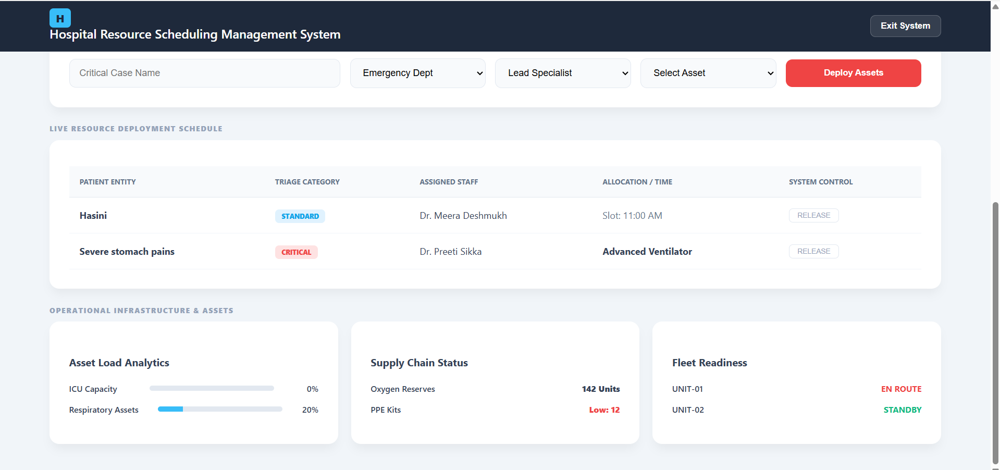 H
Hospital Resource Scheduling Management System
Exit System
Critical Case Name
Emergency Dept
Lead Specialist
Select Asset
Deploy Assets
LIVE RESOURCE DEPLOYMENT SCHEDULE
PATIENT ENTITY TRIAGE CATEGORY ASSIGNED STAFF ALLOCATION / TIME SYSTEM CONTROL
Hasini STANDARD Dr. Meera Deshmukh Slot: 11:00 AM RELEASE
Severe stomach pains CRITICAL Dr. Preeti Sikka Advanced Ventilator RELEASE
OPERATIONAL INFRASTRUCTURE & ASSETS
Asset Load Analytics
ICU Capacity 0%
Respiratory Assets 20%
Supply Chain Status
Oxygen Reserves 142 Units
PPE Kits Low: 12
Fleet Readiness
UNIT-01 EN ROUTE
UNIT-02 STANDBY